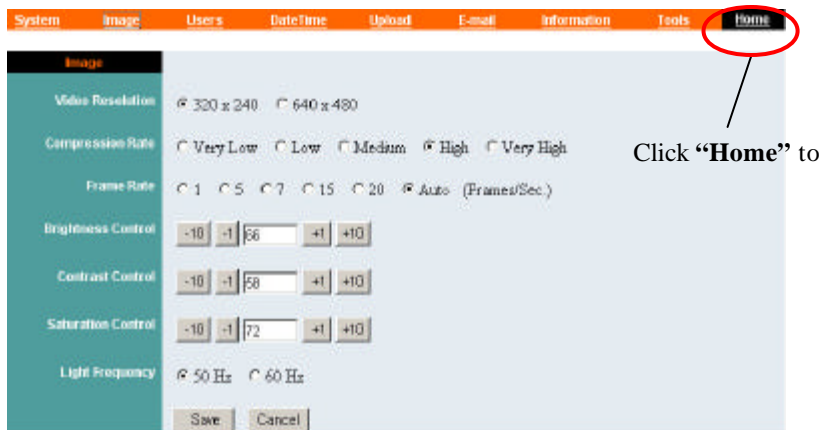 System Image Users DateTime Upload E-mail Information Tools Home
Image
Video Resolution 320 x 240 640 x 480
Compression Rate Very Low Low Medium High Very High
Click “Home” to
Frame Rate 1 5 7 15 20 Auto (Frames/Sec.)
Brightness Control -10 -1 66 +1 +10
Contrast Control -10 -1 58 +1 +10
Saturation Control -10 -1 72 +1 +10
Light Frequency 50 Hz 60 Hz
Save Cancel